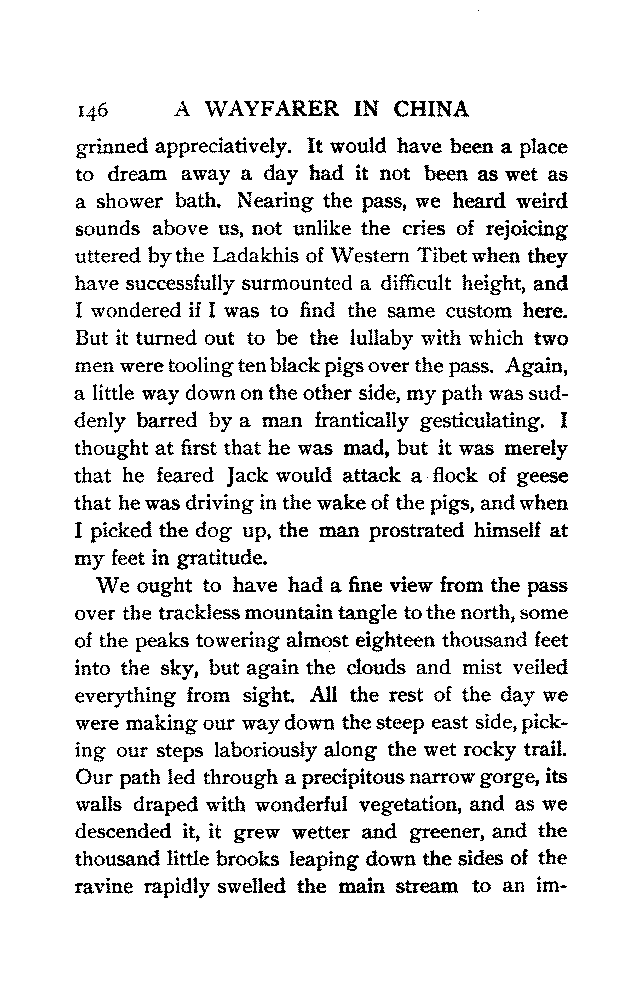 146 A WAYFARER IN CHINA
grinned appreciatively. It would have been a place
to dream away a day had it not been as wet as
a shower bath. Nearing the pass, we heard weird
sounds above us, not unlike the cries of rejoicing
uttered by the Ladakhis of Western Tibet when they
have successfully surmounted a difficult height, and
I wondered if I was to find the same custom here.
But it turned out to be the lullaby with which two
men were tooling ten black pigs over the pass. Again,
a little way down on the other side, my path was sud-
denly barred by a man frantically gesticulating. I
thought at first that he was mad, but it was merely
that he feared Jack would attack a flock of geese
that he was driving in the wake of the pigs, and when
I picked the dog up, the man prostrated himself at
my feet in gratitude.
We ought to have had a fine view from the pass
over the trackless mountain tangle to the north, some
of the peaks towering almost eighteen thousand feet
into the sky, but again the clouds and mist veiled
everything from sight. All the rest of the day we
were making our way down the steep east side, pick-
ing our steps laboriously along the wet rocky trail.
Our path led through a precipitous narrow gorge, its
walls draped with wonderful vegetation, and as we
descended it, it grew wetter and greener, and the
thousand little brooks leaping down the sides of the
ravine rapidly swelled the main stream to an im-